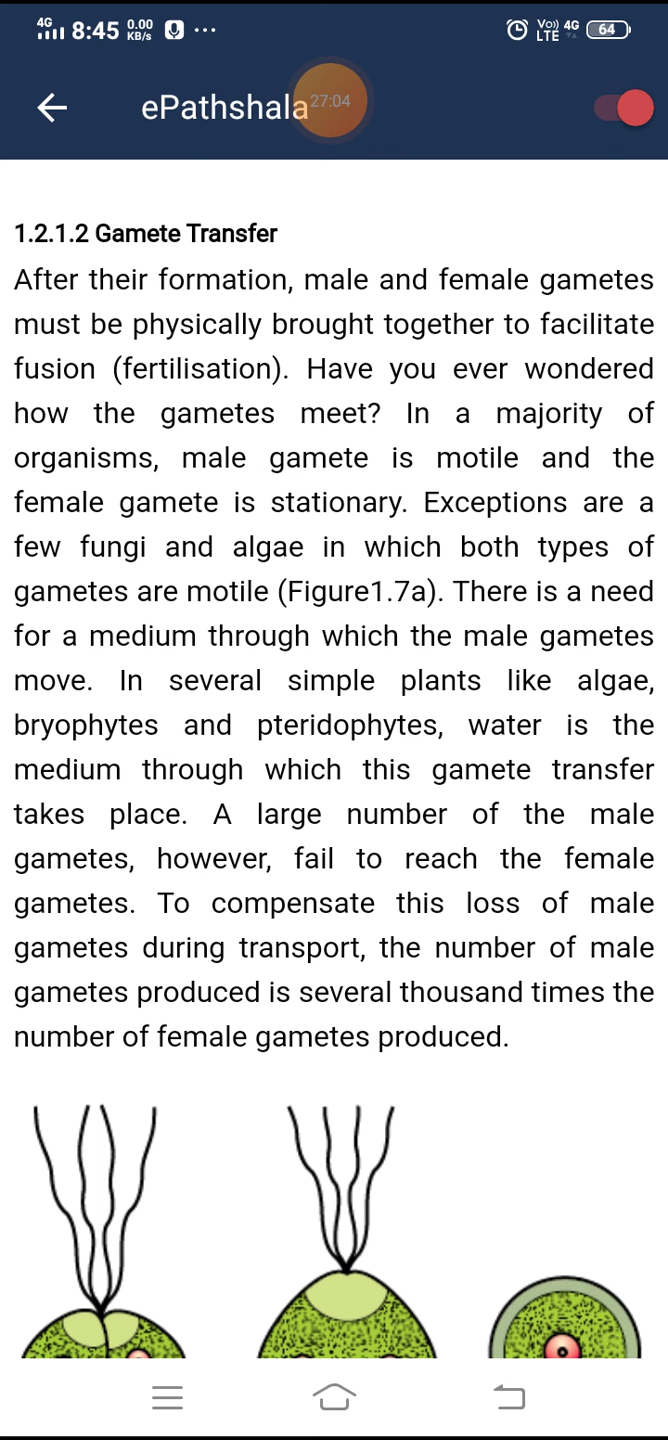 4G 8:45 0.00 KB/s ... Vo)) LTE 4G 64
ePathshala 27:04
1.2.1.2 Gamete Transfer
After their formation, male and female gametes
must be physically brought together to facilitate
fusion (fertilisation). Have you ever wondered
how the gametes meet? In a majority of
organisms, male gamete is motile and the
female gamete is stationary. Exceptions are a
few fungi and algae in which both types of
gametes are motile (Figure1.7a). There is a need
for a medium through which the male gametes
move. In several simple plants like algae,
bryophytes and pteridophytes, water is the
medium through which this gamete transfer
takes place. A large number of the male
gametes, however, fail to reach the female
gametes. To compensate this loss of male
gametes during transport, the number of male
gametes produced is several thousand times the
number of female gametes produced.